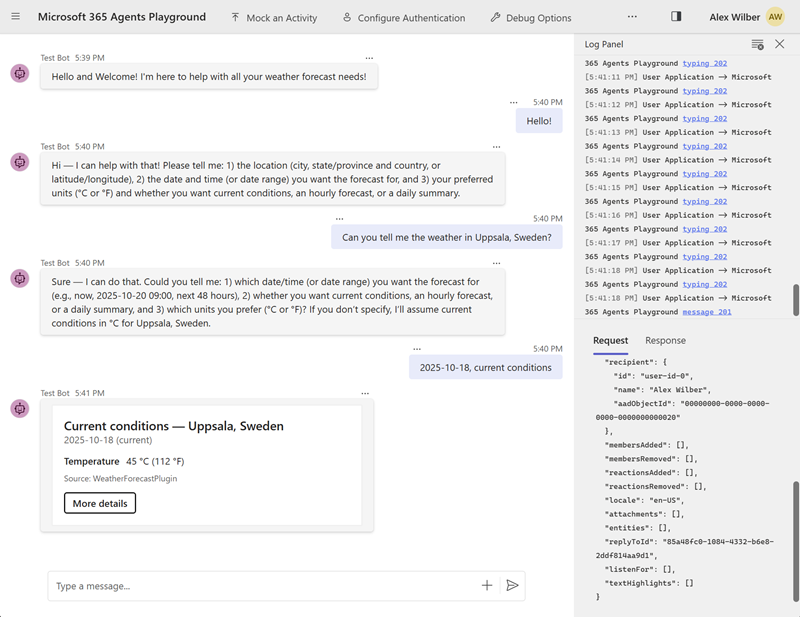 Microsoft 365 Agents Playground
Mock an Activity
Configure Authentication
Debug Options
...
Alex Wilber
AW
Test Bot 5:39 PM
...
Hello and Welcome! I'm here to help with all your weather forecast needs!
... 5:40 PM
Hello!
Test Bot 5:40 PM
...
Hi — I can help with that! Please tell me: 1) the location (city, state/province and country, or
latitude/longitude), 2) the date and time (or date range) you want the forecast for, and 3) your preferred
units (°C or °F) and whether you want current conditions, an hourly forecast, or a daily summary.
... 5:40 PM
Can you tell me the weather in Uppsala, Sweden?
Test Bot 5:40 PM
...
Sure — I can do that. Could you tell me: 1) which date/time (or date range) you want the forecast for
(e.g., now, 2025-10-20 09:00, next 48 hours), 2) whether you want current conditions, an hourly forecast,
or a daily summary, and 3) which units you prefer (°C or °F)? If you don't specify, I'll assume current
conditions in °C for Uppsala, Sweden.
... 5:40 PM
2025-10-18, current conditions
Test Bot 5:41 PM
...
Current conditions — Uppsala, Sweden
2025-10-18 (current)
Temperature 45 °C (112 °F)
Source: WeatherForecastPlugin
More details
Type a message...
Log Panel
365 Agents Playground typing 202
[5:41:11 PM] User Application → Microsoft
365 Agents Playground typing 202
[5:41:12 PM] User Application → Microsoft
365 Agents Playground typing 202
[5:41:13 PM] User Application → Microsoft
365 Agents Playground typing 202
[5:41:14 PM] User Application → Microsoft
365 Agents Playground typing 202
[5:41:15 PM] User Application → Microsoft
365 Agents Playground typing 202
[5:41:16 PM] User Application → Microsoft
365 Agents Playground typing 202
[5:41:17 PM] User Application → Microsoft
365 Agents Playground typing 202
[5:41:18 PM] User Application → Microsoft
365 Agents Playground typing 202
[5:41:18 PM] User Application → Microsoft
365 Agents Playground message 201
Request
Response
"recipient": {
"id": "user-id-0",
"name": "Alex Wilber",
"aadObjectId": "00000000-0000-0000-
0000-0000000000020"
},
"membersAdded": [],
"membersRemoved": [],
"reactionsAdded": [],
"reactionsRemoved": [],
"locale": "en-US",
"attachments": [],
"entities": [],
"replyToId": "85a48fc0-1084-4332-b6e8-
2ddf814aa9d1",
"listenFor": [],
"textHighlights": []
}